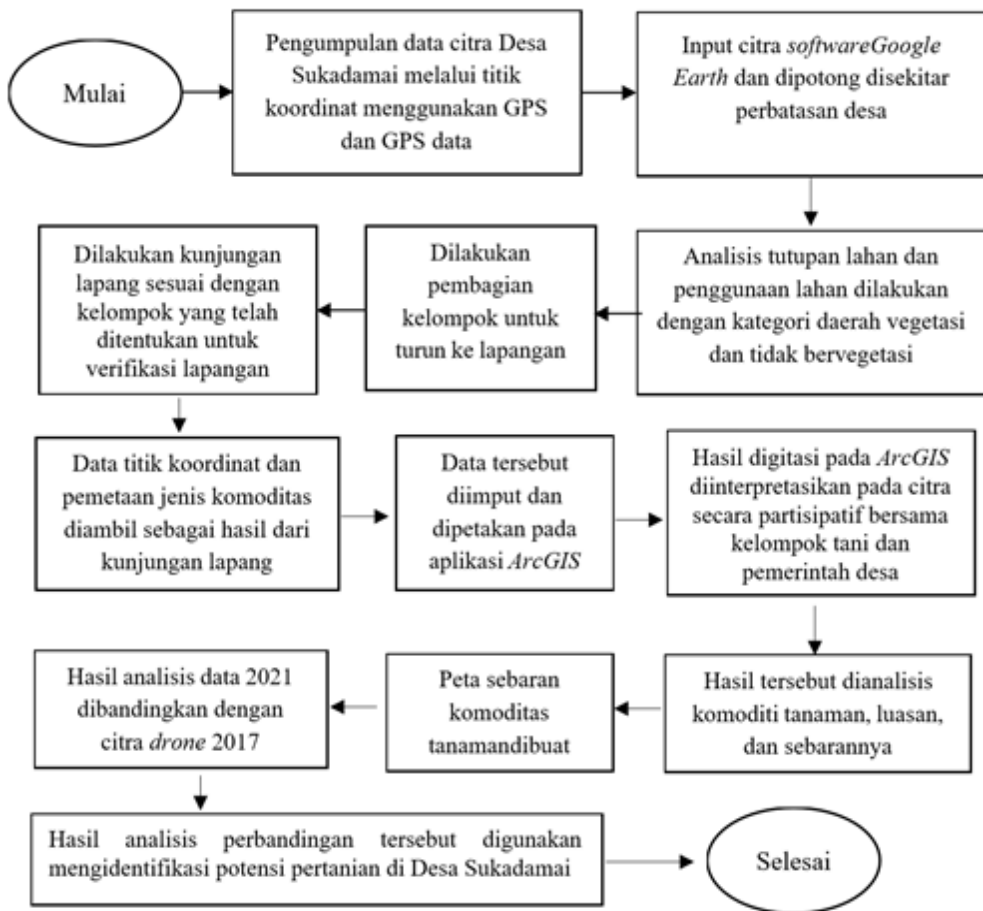 Mulai
Pengumpulan data citra Desa
Sukadamai melalui titik
koordinat menggunakan GPS
dan GPS data
Input citra softwareGoogle
Earth dan dipotong disekitar
perbatasan desa
Analisis tutupan lahan dan
penggunaan lahan dilakukan
dengan kategori daerah vegetasi
dan tidak bervegetasi
Dilakukan
pembagian
kelompok untuk
turun ke lapangan
Dilakukan kunjungan
lapang sesuai dengan
kelompok yang telah
ditentukan untuk
verifikasi lapangan
Data titik koordinat dan
pemetaan jenis komoditas
diambil sebagai hasil dari
kunjungan lapang
Data tersebut
diimput dan
dipetakan pada
aplikasi ArcGIS
Hasil digitasi pada ArcGIS
diinterpretasikan pada citra
secara partisipatif bersama
kelompok tani dan
pemerintah desa
Hasil tersebut dianalisis
komoditi tanaman, luasan,
dan sebarannya
Peta sebaran
komoditas
tanamandibuat
Hasil analisis data 2021
dibandingkan dengan
citra drone 2017
Hasil analisis perbandingan tersebut digunakan
mengidentifikasi potensi pertanian di Desa Sukadamai
Selesai